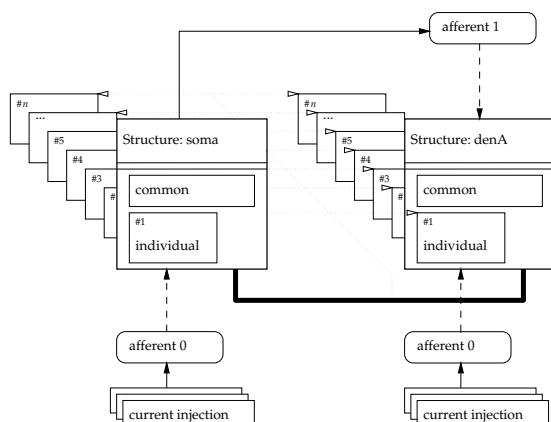 afferent 1
#n
#n
...
...
#5
Structure: soma
#5
Structure: denA
#4
#4
#3
#3
common
common
#
#1
#1
individual
individual
afferent 0
afferent 0
current injection
current injection